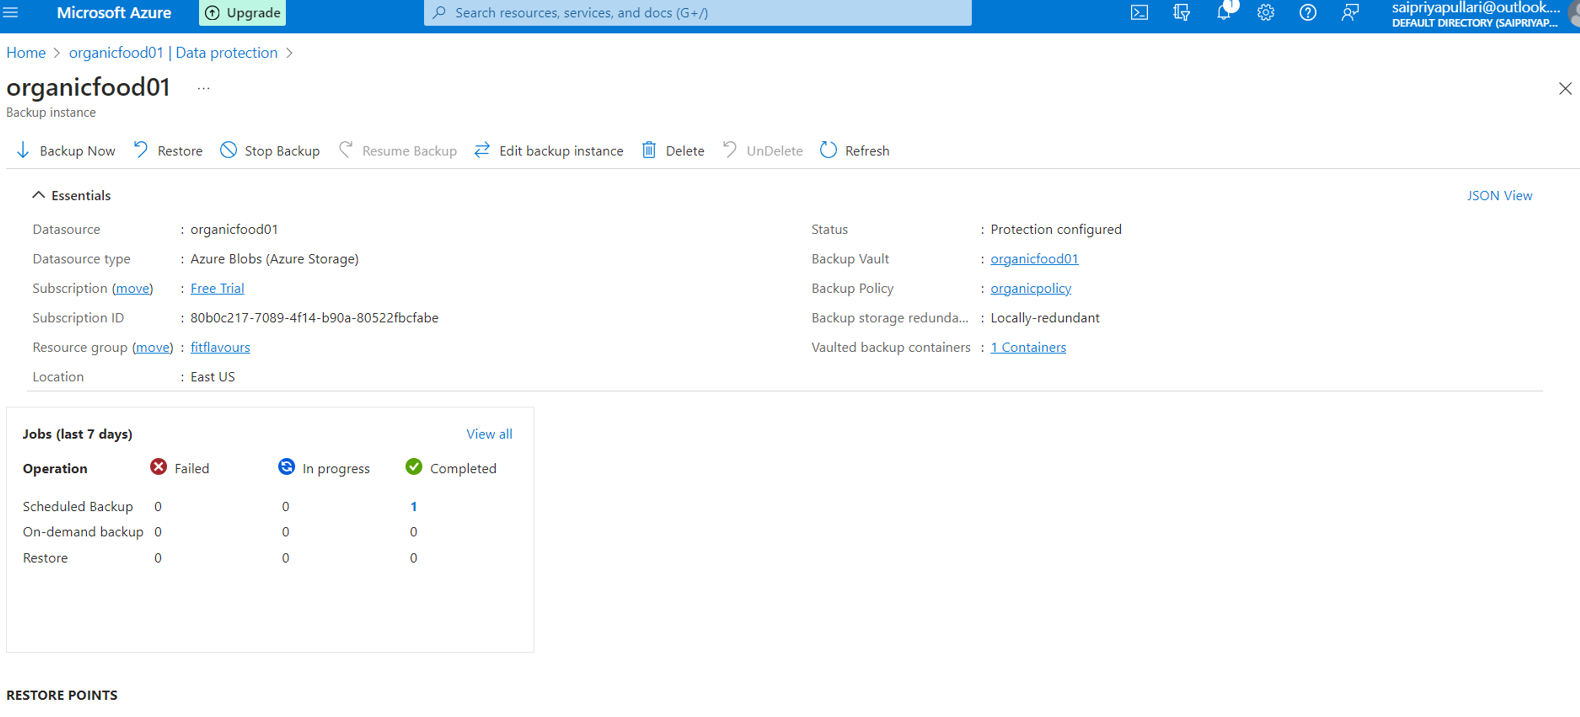 Microsoft Azure
Upgrade
Search resources, services, and docs (G+/)
1
saipriyapullari@outlook....
DEFAULT DIRECTORY (SAIPRIYAP...
Home > organicfood01 | Data protection >
organicfood01 ...
Backup instance
Backup Now Restore Stop Backup Resume Backup Edit backup instance Delete UnDelete Refresh
Essentials
JSON View
Datasource : organicfood01
Datasource type : Azure Blobs (Azure Storage)
Subscription (move) : Free Trial
Subscription ID : 80b0c217-7089-4f14-b90a-80522fbcfabe
Resource group (move) : fitflavours
Location : East US
Status : Protection configured
Backup Vault : organicfood01
Backup Policy : organicpolicy
Backup storage redunda... : Locally-redundant
Vaulted backup containers : 1 Containers
Jobs (last 7 days) View all
Operation Failed In progress Completed
Scheduled Backup 0 0 1
On-demand backup 0 0 0
Restore 0 0 0
RESTORE POINTS